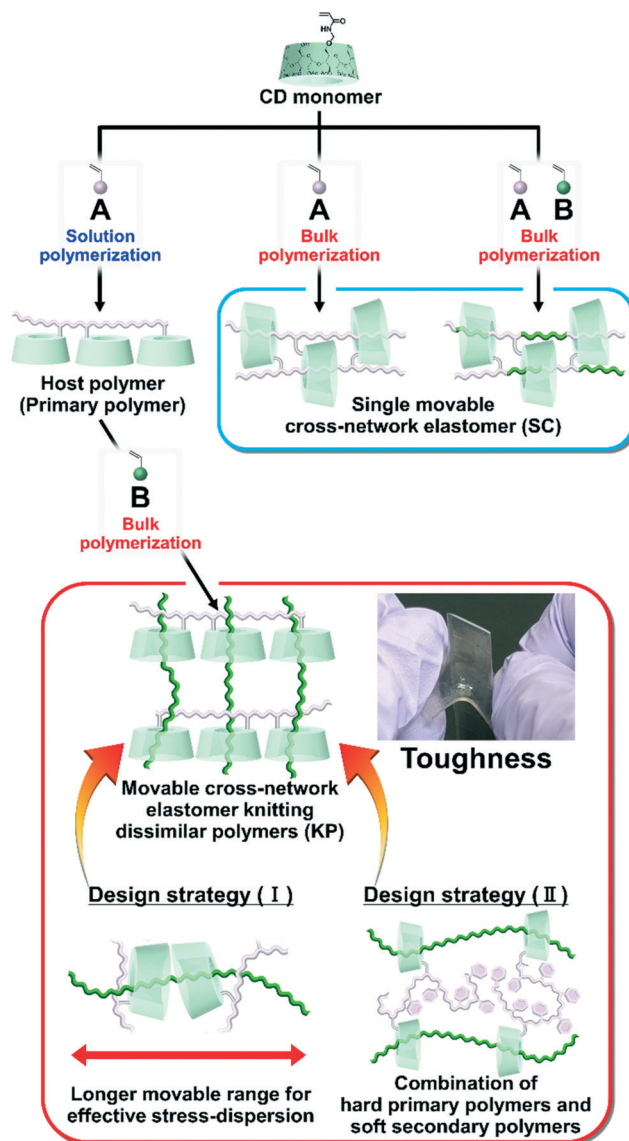 O
HN
O
CD monomer
A
Solution
polymerization
A
Bulk
polymerization
A B
Bulk
polymerization
Host polymer
(Primary polymer)
Single movable
cross-network elastomer (SC)
B
Bulk
polymerization
Toughness
Movable cross-network
elastomer knitting
dissimilar polymers (KP)
Design strategy ( I )
Design strategy ( II )
Longer movable range for
effective stress-dispersion
Combination of
hard primary polymers and
soft secondary polymers